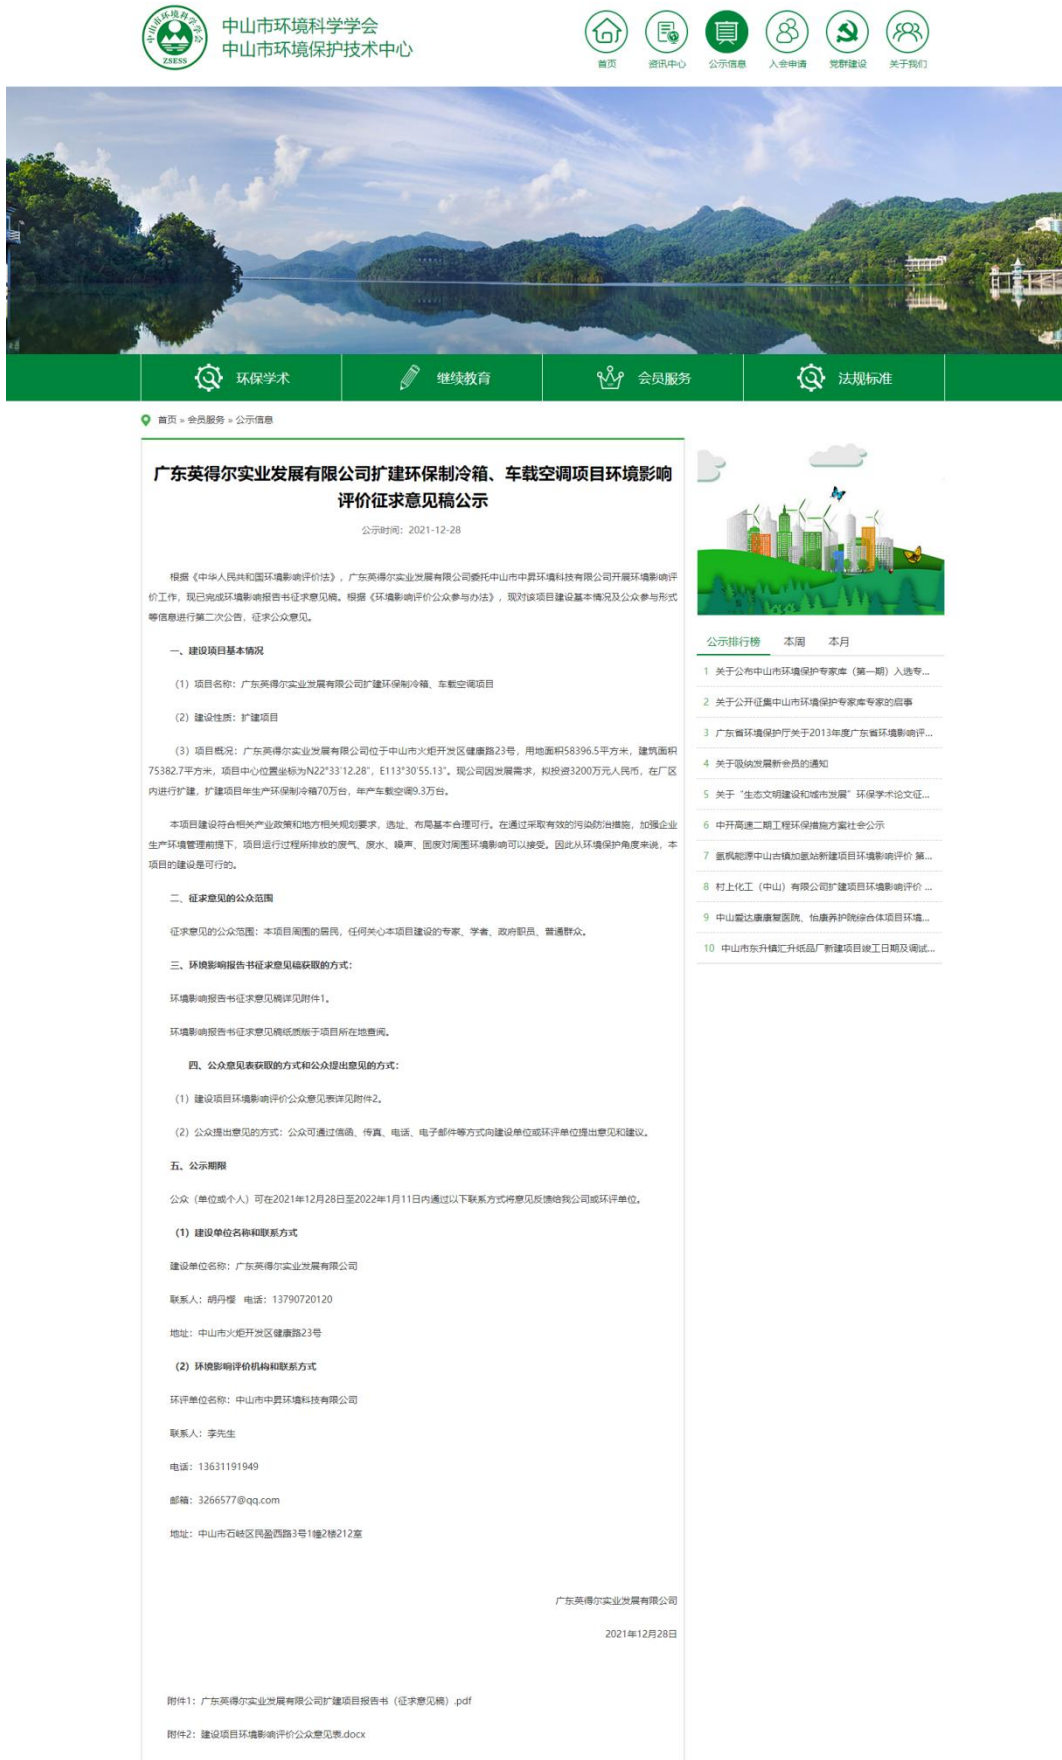 中山市环境科学学会
中山市环境保护技术中心
ZSESS
首页
资讯中心
公示信息
入会申请
党群建设
关于我们
环保学术
继续教育
会员服务
法规标准
首页 » 会员服务 » 公示信息
广东英得尔实业发展有限公司扩建环保制冷箱、车载空调项目环境影响
评价征求意见稿公示
公示时间：2021-12-28
根据《中华人民共和国环境影响评价法》，广东英得尔实业发展有限公司委托中山市中昇环境科技有限公司开展环境影响评
价工作，现已完成环境影响报告书征求意见稿。根据《环境影响评价公众参与办法》，现对该项目建设基本情况及公众参与形式
等信息进行第二次公告，征求公众意见。
一、建设项目基本情况
（1）项目名称：广东英得尔实业发展有限公司扩建环保制冷箱、车载空调项目
（2）建设性质：扩建项目
（3）项目概况：广东英得尔实业发展有限公司位于中山市火炬开发区健康路23号，用地面积58396.5平方米，建筑面积
75382.7平方米，项目中心位置坐标为N22°33'12.28"，E113°30'55.13"。现公司因发展需求，拟投资3200万元人民币，在厂区
内进行扩建，扩建项目年生产环保制冷箱70万台，年产车载空调9.3万台。
本项目建设符合相关产业政策和地方相关规划要求，选址、布局基本合理可行。在通过采取有效的污染防治措施，加强企业
生产环境管理前提下，项目运行过程所排放的废气、废水、噪声、固废对周围环境影响可以接受。因此从环境保护角度来说，本
项目的建设是可行的。
二、征求意见的公众范围
征求意见的公众范围：本项目周围的居民，任何关心本项目建设的专家、学者、政府职员、普通群众。
三、环境影响报告书征求意见稿获取的方式：
环境影响报告书征求意见稿详见附件1。
环境影响报告书征求意见稿纸质版于项目所在地查阅。
四、公众意见表获取的方式和公众提出意见的方式：
（1）建设项目环境影响评价公众意见表详见附件2。
（2）公众提出意见的方式：公众可通过信函、传真、电话、电子邮件等方式向建设单位或环评单位提出意见和建议。
五、公示期限
公众（单位或个人）可在2021年12月28日至2022年1月11日内通过以下联系方式将意见反馈给我公司或环评单位。
（1）建设单位名称和联系方式
建设单位名称：广东英得尔实业发展有限公司
联系人：胡丹樱 电话：13790720120
地址：中山市火炬开发区健康路23号
（2）环境影响评价机构和联系方式
环评单位名称：中山市中昇环境科技有限公司
联系人：李先生
电话：13631191949
邮箱：3266577@qq.com
地址：中山市石岐区民盈西路3号1幢2楼212室
广东英得尔实业发展有限公司
2021年12月28日
附件1：广东英得尔实业发展有限公司扩建项目报告书（征求意见稿）.pdf
附件2：建设项目环境影响评价公众意见表.docx
公示排行榜 本周 本月
1 关于公布中山市环境保护专家库（第一期）入选专...
2 关于公开征集中山市环境保护专家库专家的启事
3 广东省环境保护厅关于2013年度广东省环境影响评...
4 关于吸纳发展新会员的通知
5 关于“生态文明建设和城市发展”环保学术论文征...
6 中开高速二期工程环保措施方案社会公示
7 氢枫能源中山古镇加氢站新建项目环境影响评价 第...
8 村上化工（中山）有限公司扩建项目环境影响评价 ...
9 中山爱达康康复医院、怡康养护院综合体项目环境...
10 中山市东升镇汇升纸品厂新建项目竣工日期及调试...